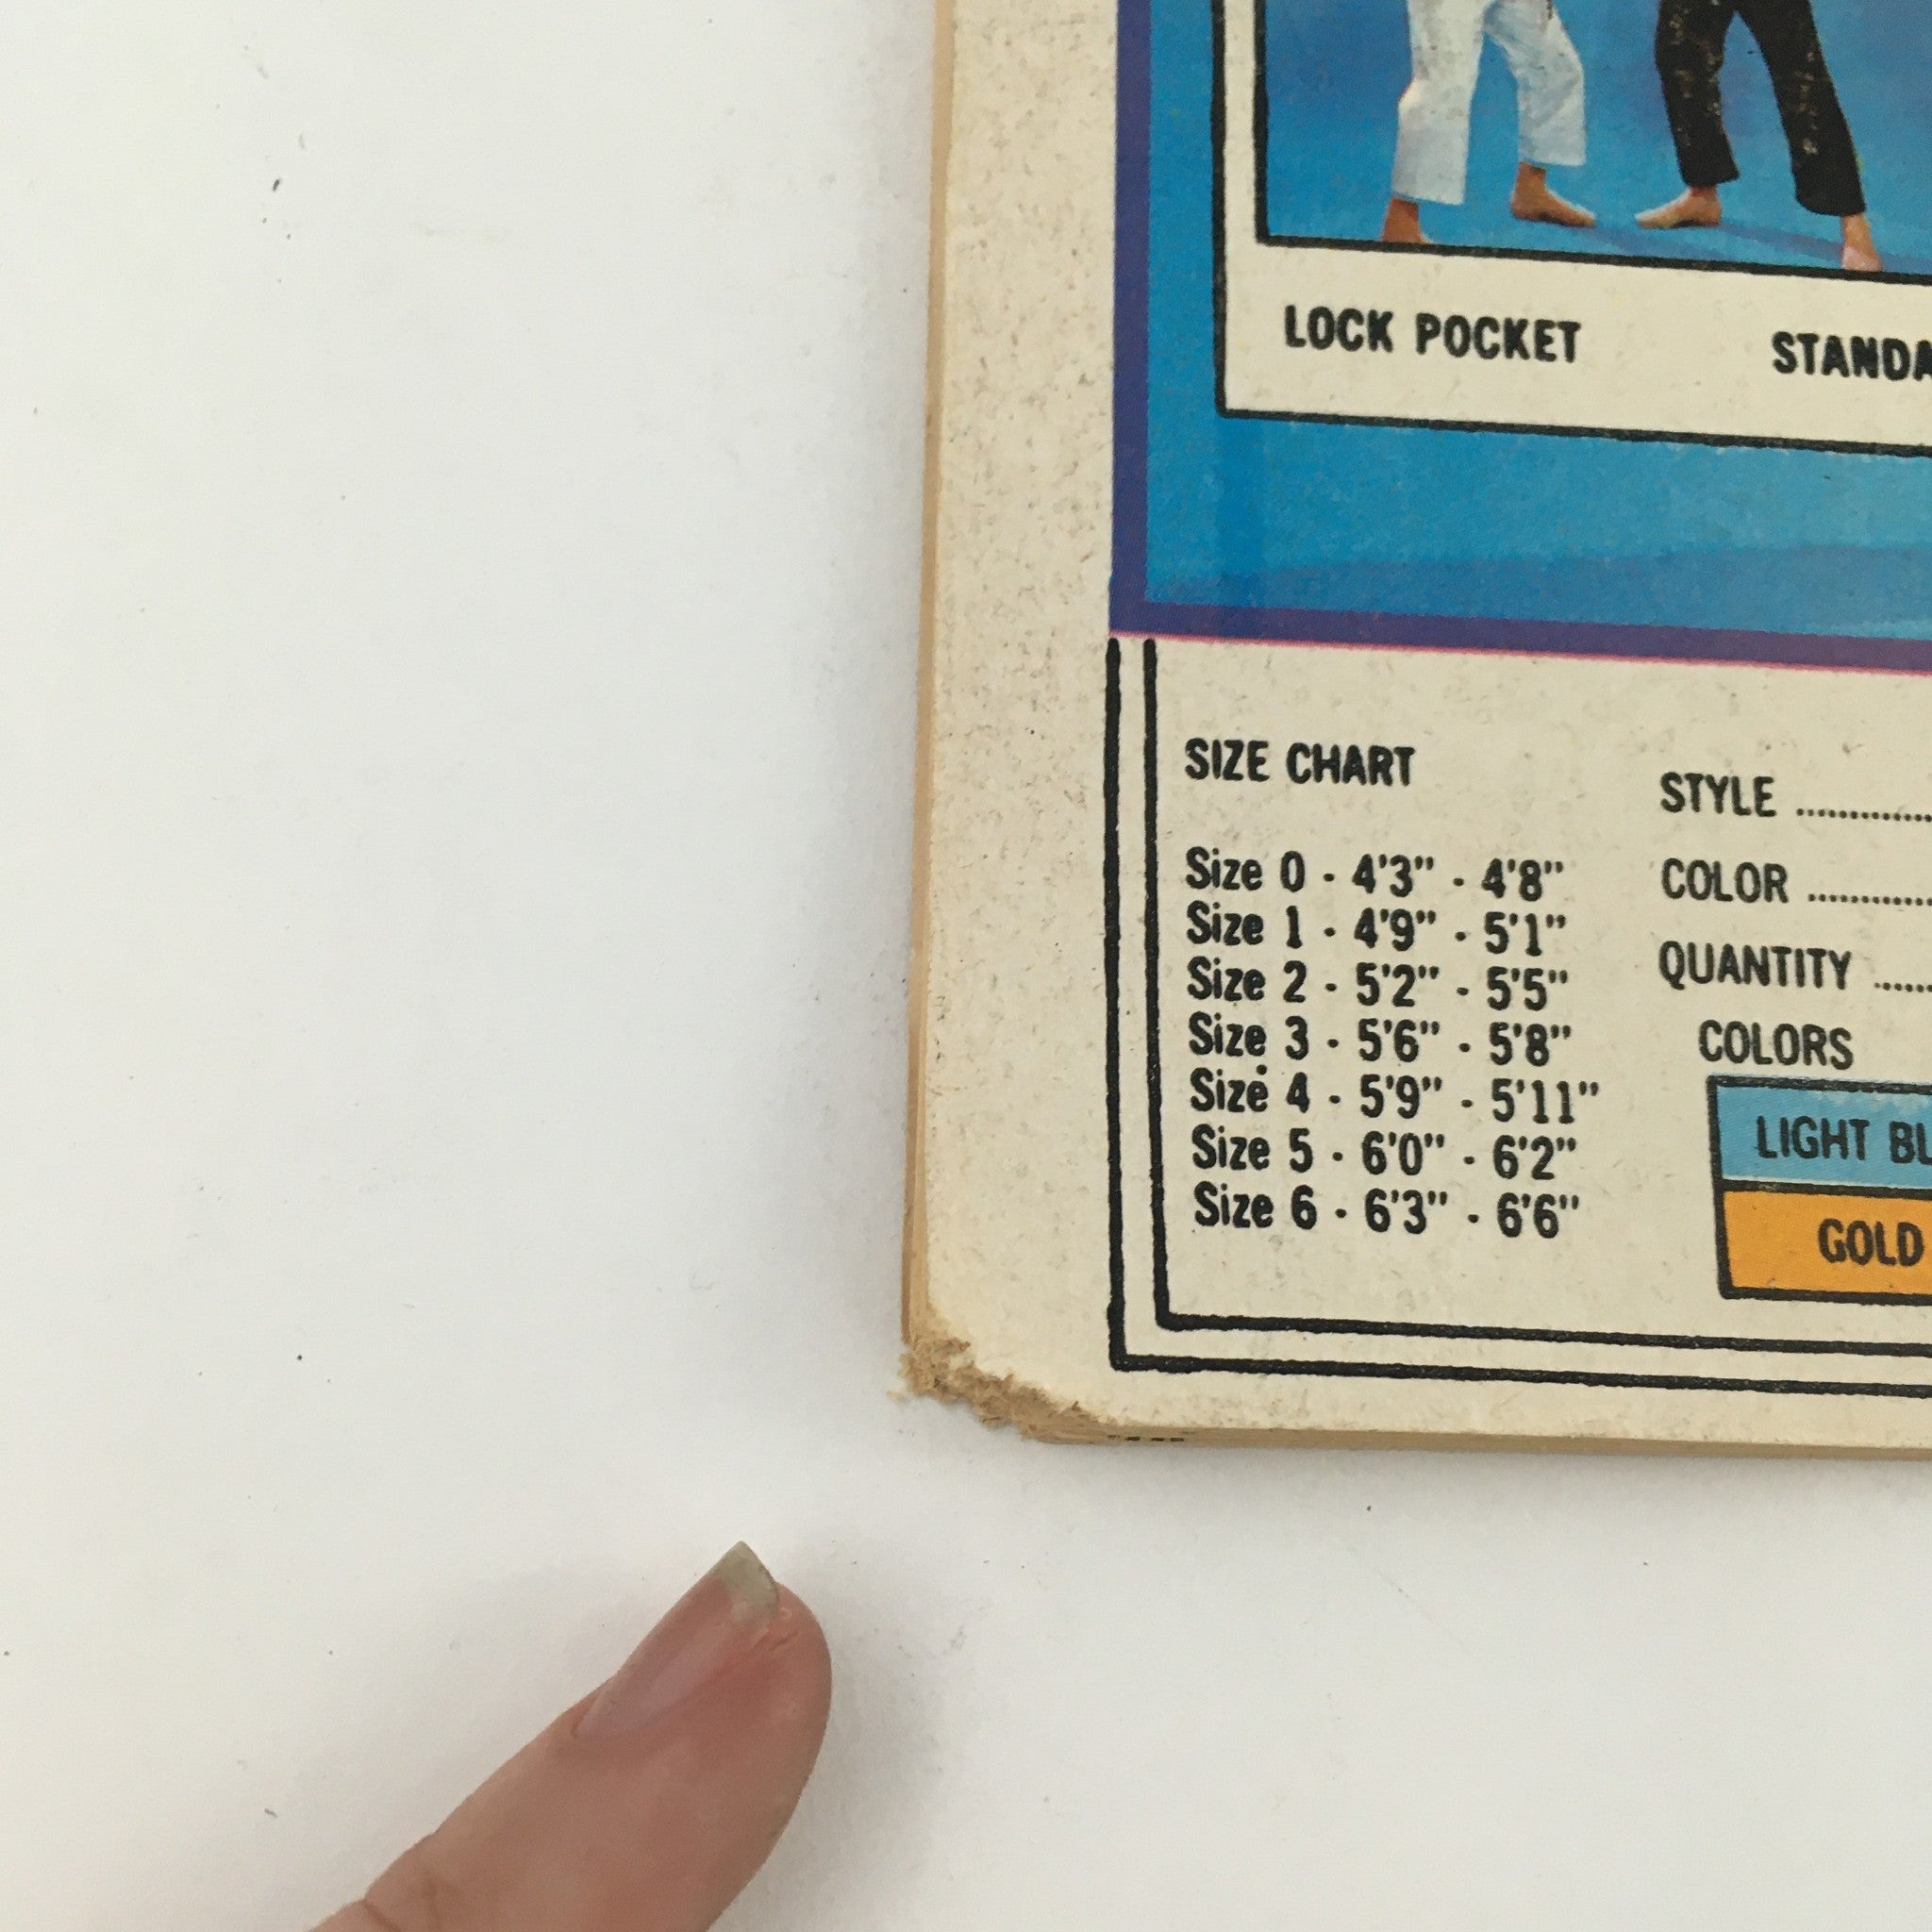 LOCK POCKET
SIZE CHART
Size 0 - 4'3" - 4'8"
Size 1 - 4'9" - 5'1"
Size 2 - 5'2" - 5'5"
Size 3 - 5'6" - 5'8"
Size 4 - 5'9" - 5'11"
Size 5 - 6'0" - 6'2"
Size 6 - 6'3" - 6'6"
STYLE ..............
COLOR .............
QUANTITY ......
COLORS
LIGHT
GOLD